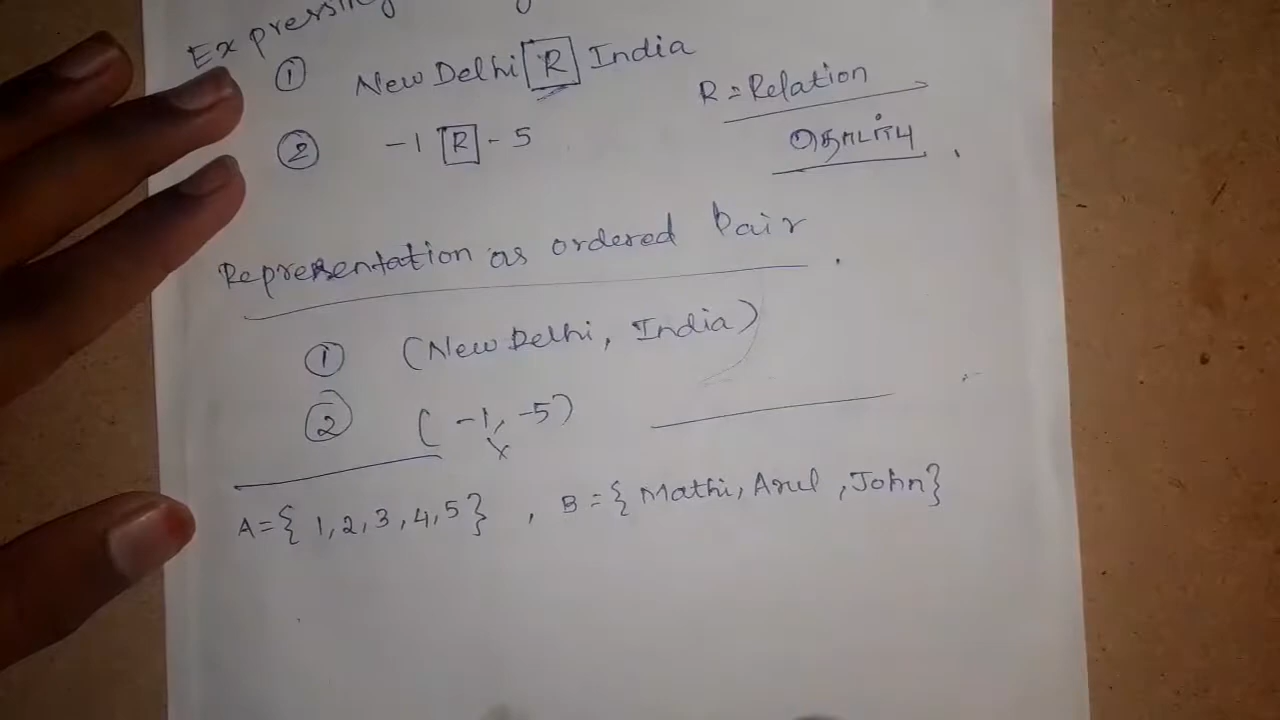 Expressing
① New Delhi R India
R = Relation
② -1 R - 5
தொடர்பு .
Representation as ordered Pair .
① (New Delhi, India)
② ( -1, -5)
A = { 1, 2, 3, 4, 5 } , B = { Mathi, Arul , John}